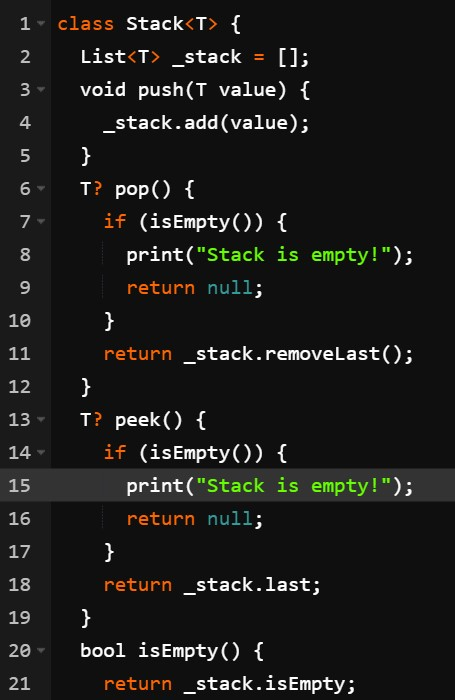 1 class Stack<T> {
2   List<T> _stack = [];
3   void push(T value) {
4     _stack.add(value);
5   }
6   T? pop() {
7     if (isEmpty()) {
8       print("Stack is empty!");
9       return null;
10     }
11     return _stack.removeLast();
12   }
13   T? peek() {
14     if (isEmpty()) {
15       print("Stack is empty!");
16       return null;
17     }
18     return _stack.last;
19   }
20   bool isEmpty() {
21     return _stack.isEmpty;